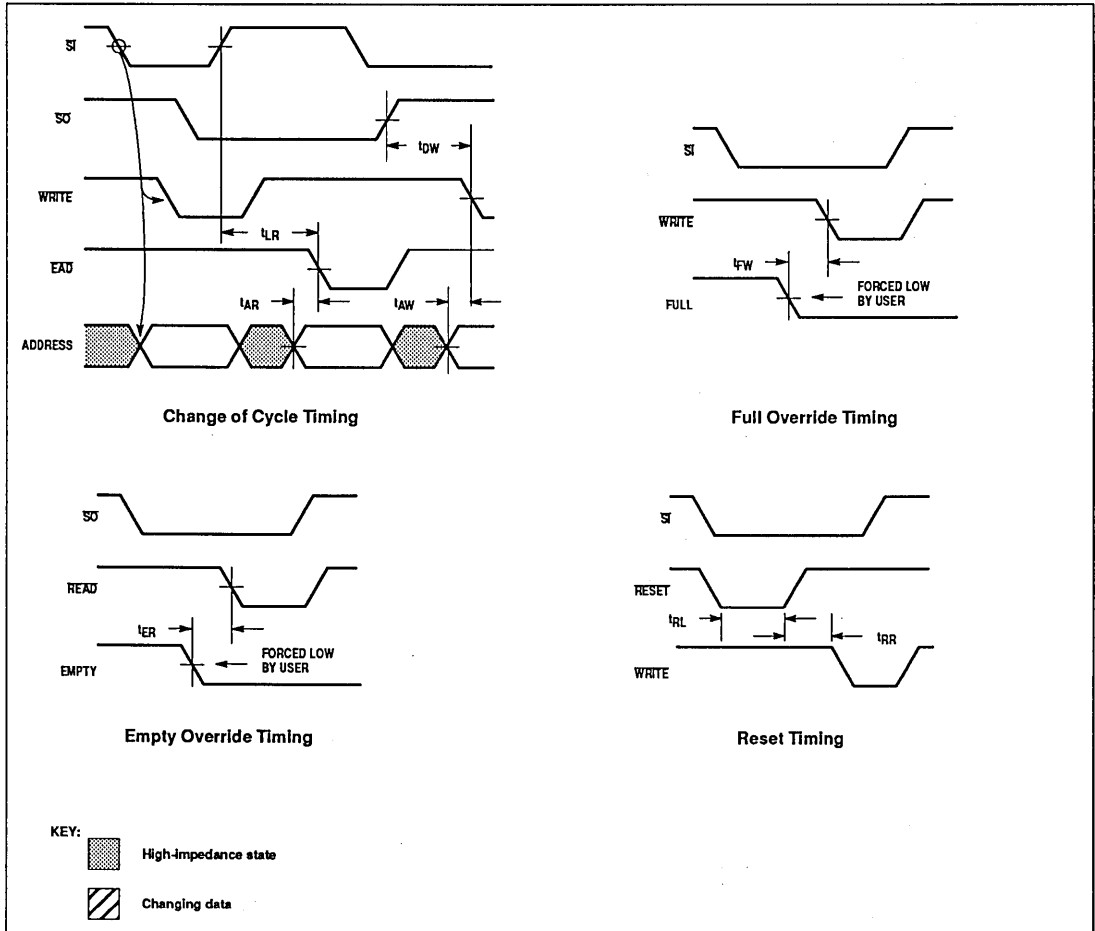 SI
SO
tDW
WRITE
tLR
EAD
tAR
tAW
ADDRESS
Change of Cycle Timing
SI
WRITE
tFW
FORCED LOW
BY USER
FULL
Full Override Timing
SO
READ
tER
FORCED LOW
BY USER
EMPTY
Empty Override Timing
SI
RESET
tRL
tRR
WRITE
Reset Timing
KEY:
High-impedance state
Changing data